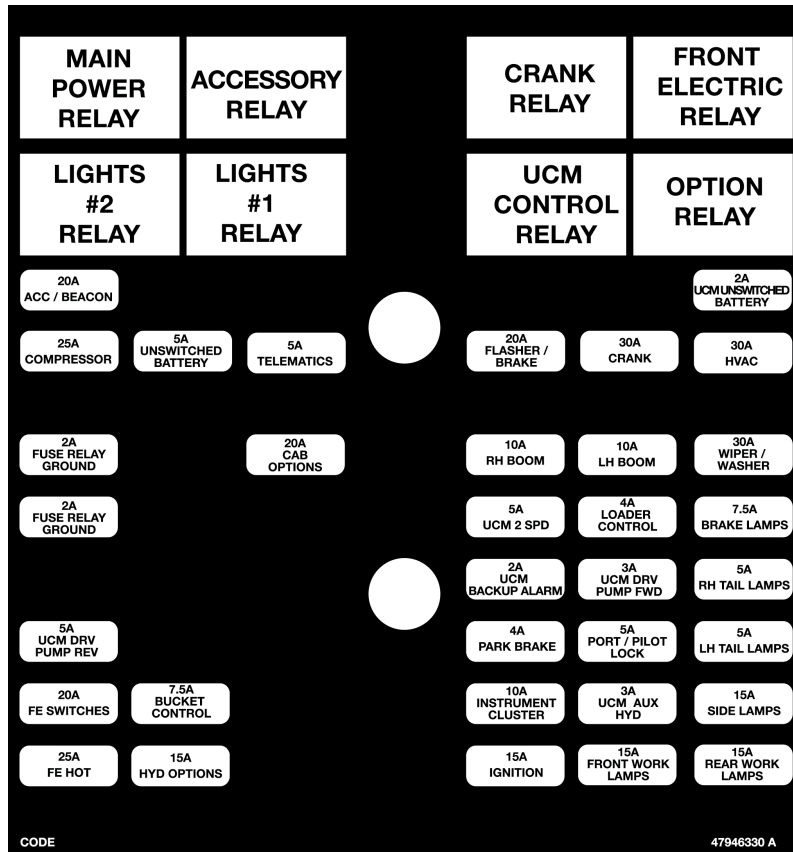 MAIN
POWER
RELAY
ACCESSORY
RELAY
CRANK
RELAY
FRONT
ELECTRIC
RELAY
LIGHTS
#2
RELAY
LIGHTS
#1
RELAY
UCM
CONTROL
RELAY
OPTION
RELAY
20A
ACC / BEACON
2A
UCM UNSWITCHED
BATTERY
25A
COMPRESSOR
5A
UNSWITCHED
BATTERY
5A
TELEMATICS
20A
FLASHER /
BRAKE
30A
CRANK
30A
HVAC
2A
FUSE RELAY
GROUND
20A
CAB
OPTIONS
10A
RH BOOM
10A
LH BOOM
30A
WIPER /
WASHER
2A
FUSE RELAY
GROUND
5A
UCM 2 SPD
4A
LOADER
CONTROL
7.5A
BRAKE LAMPS
2A
UCM
BACKUP ALARM
3A
UCM DRV
PUMP FWD
5A
RH TAIL LAMPS
5A
UCM DRV
PUMP REV
4A
PARK BRAKE
5A
PORT / PILOT
LOCK
5A
LH TAIL LAMPS
20A
FE SWITCHES
7.5A
BUCKET
CONTROL
10A
INSTRUMENT
CLUSTER
3A
UCM AUX
HYD
15A
SIDE LAMPS
25A
FE HOT
15A
HYD OPTIONS
15A
IGNITION
15A
FRONT WORK
LAMPS
15A
REAR WORK
LAMPS
CODE
47946330 A